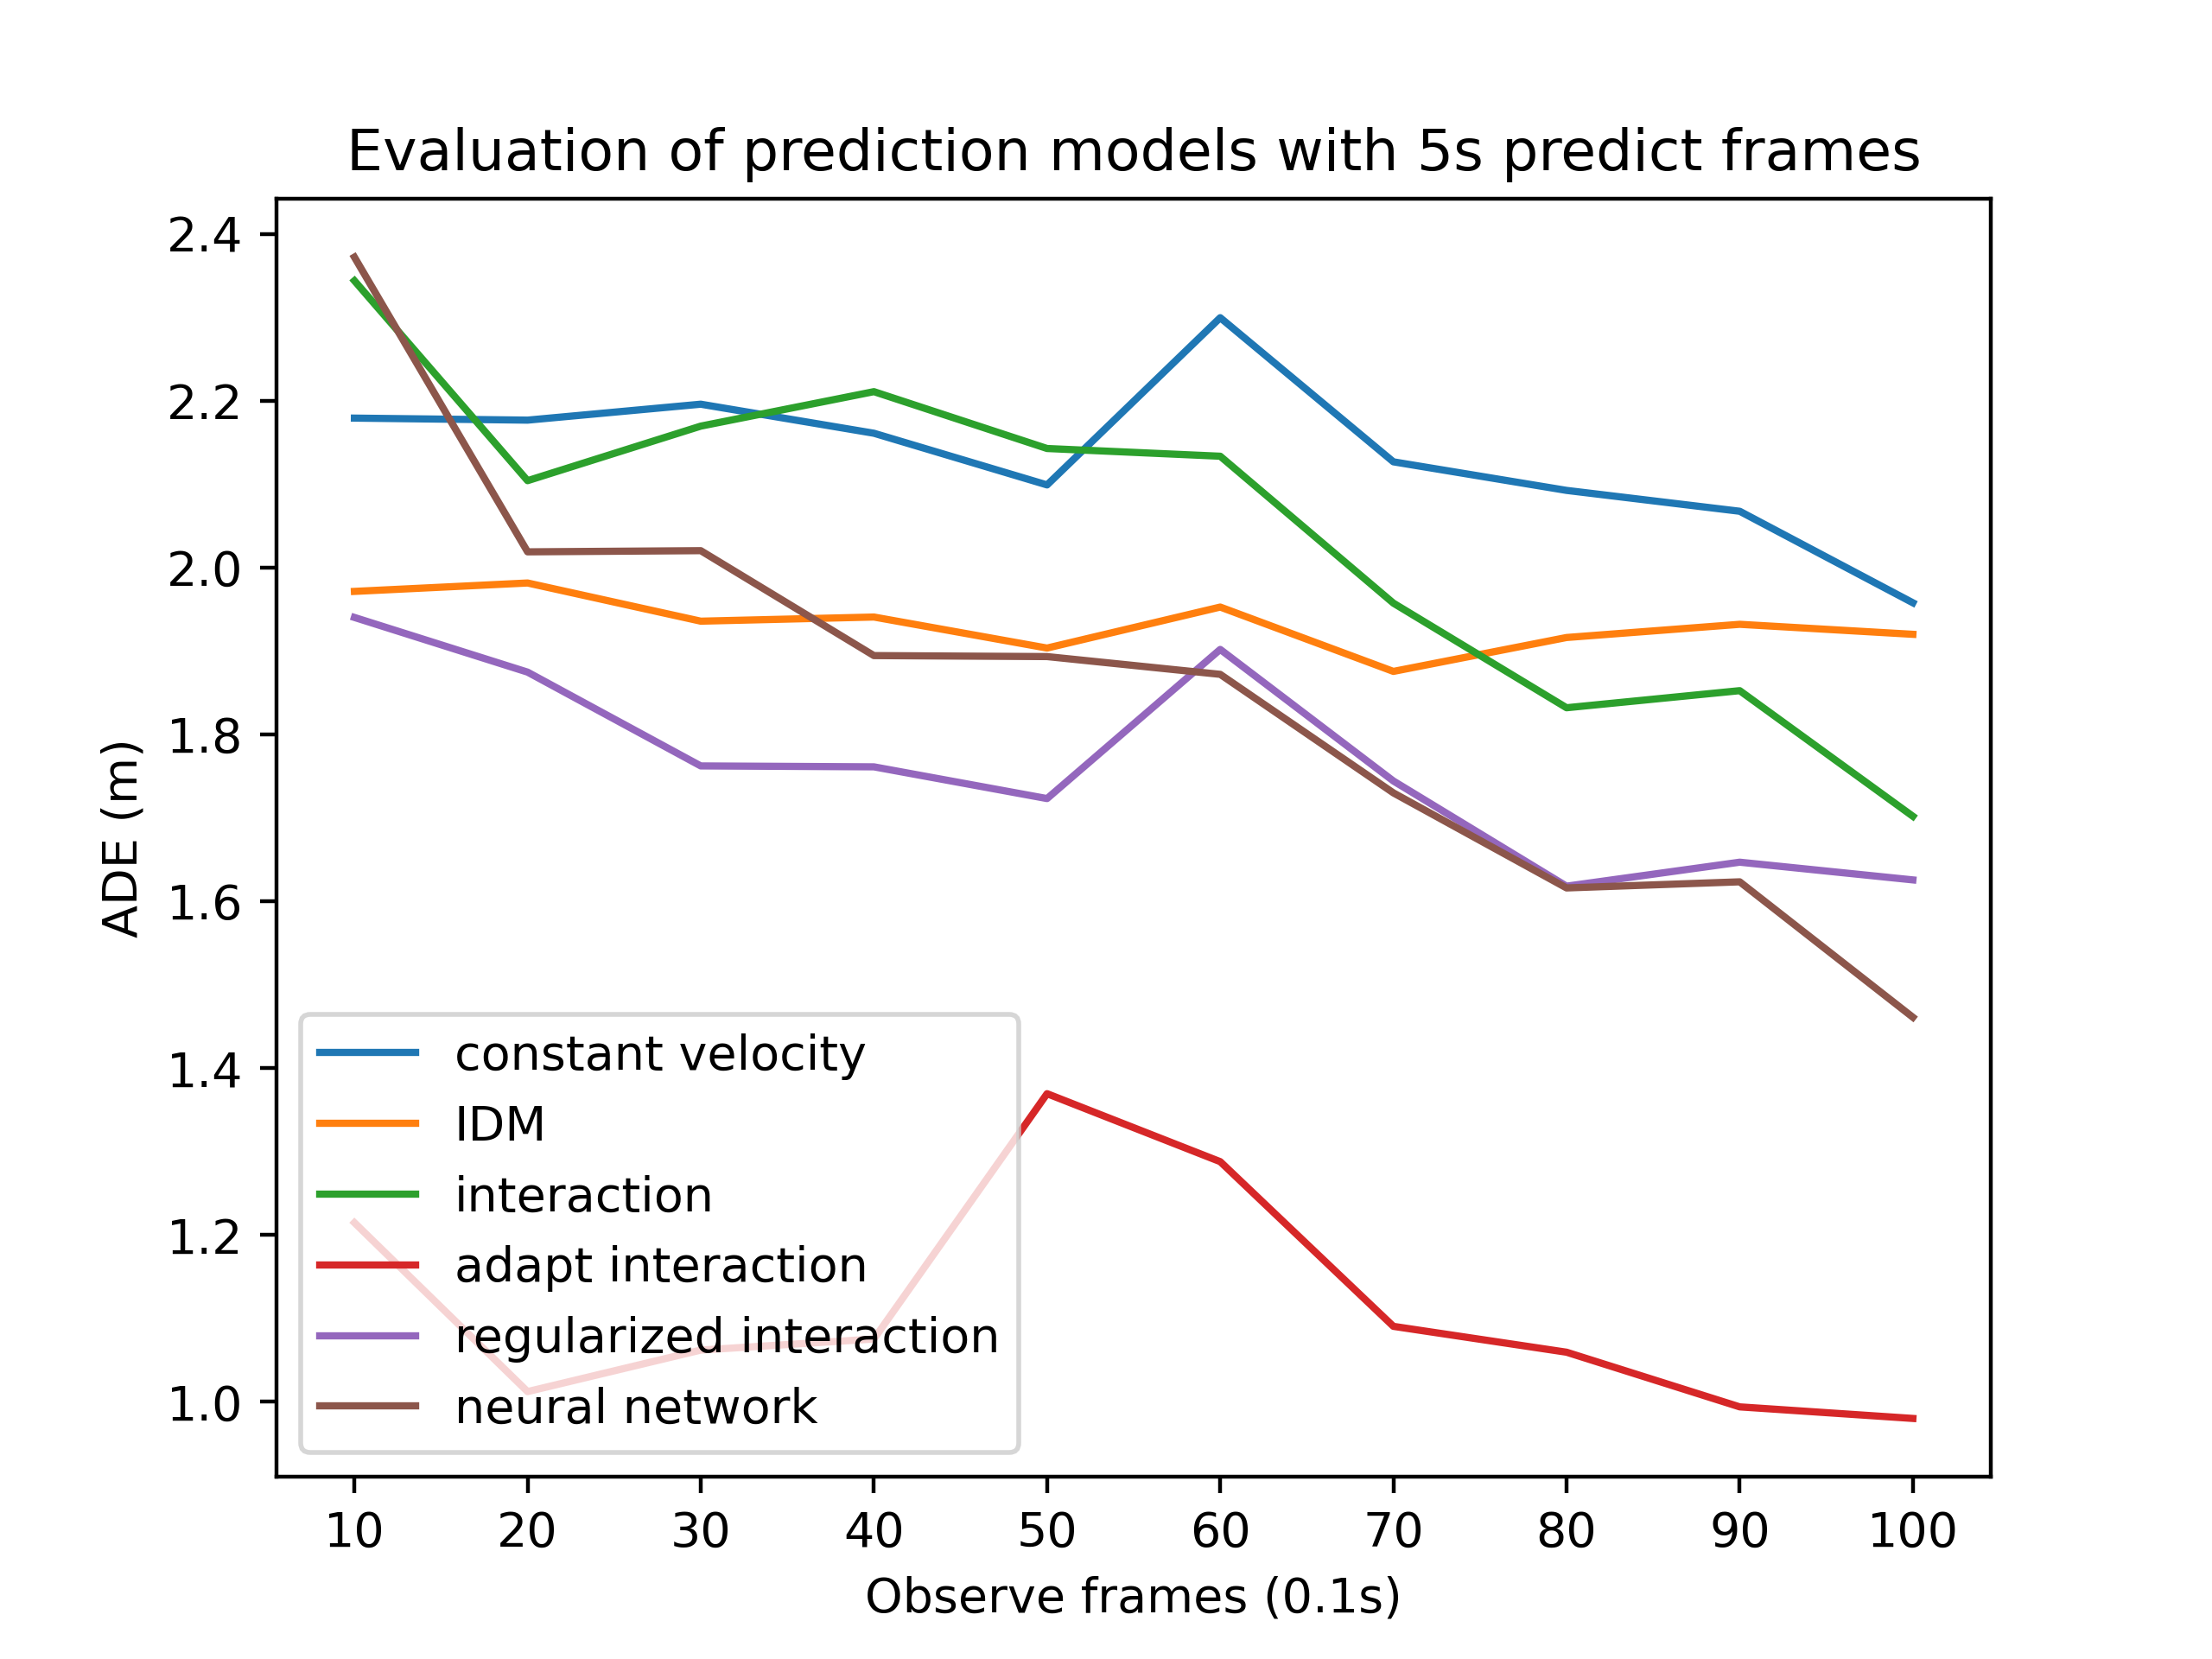 Evaluation of prediction models with 5s predict frames
2.4
2.2
2.0
1.8
1.6
1.4
1.2
1.0
ADE (m)
constant velocity
IDM
interaction
adapt interaction
regularized interaction
neural network
10 20 30 40 50 60 70 80 90 100
Observe frames (0.1s)